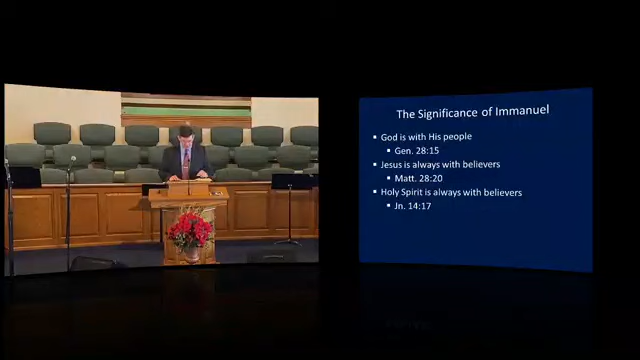 The Significance of Immanuel
▪ God is with His people
▪ Gen. 28:15
▪ Jesus is always with believers
▪ Matt. 28:20
▪ Holy Spirit is always with believers
▪ Jn. 14:17